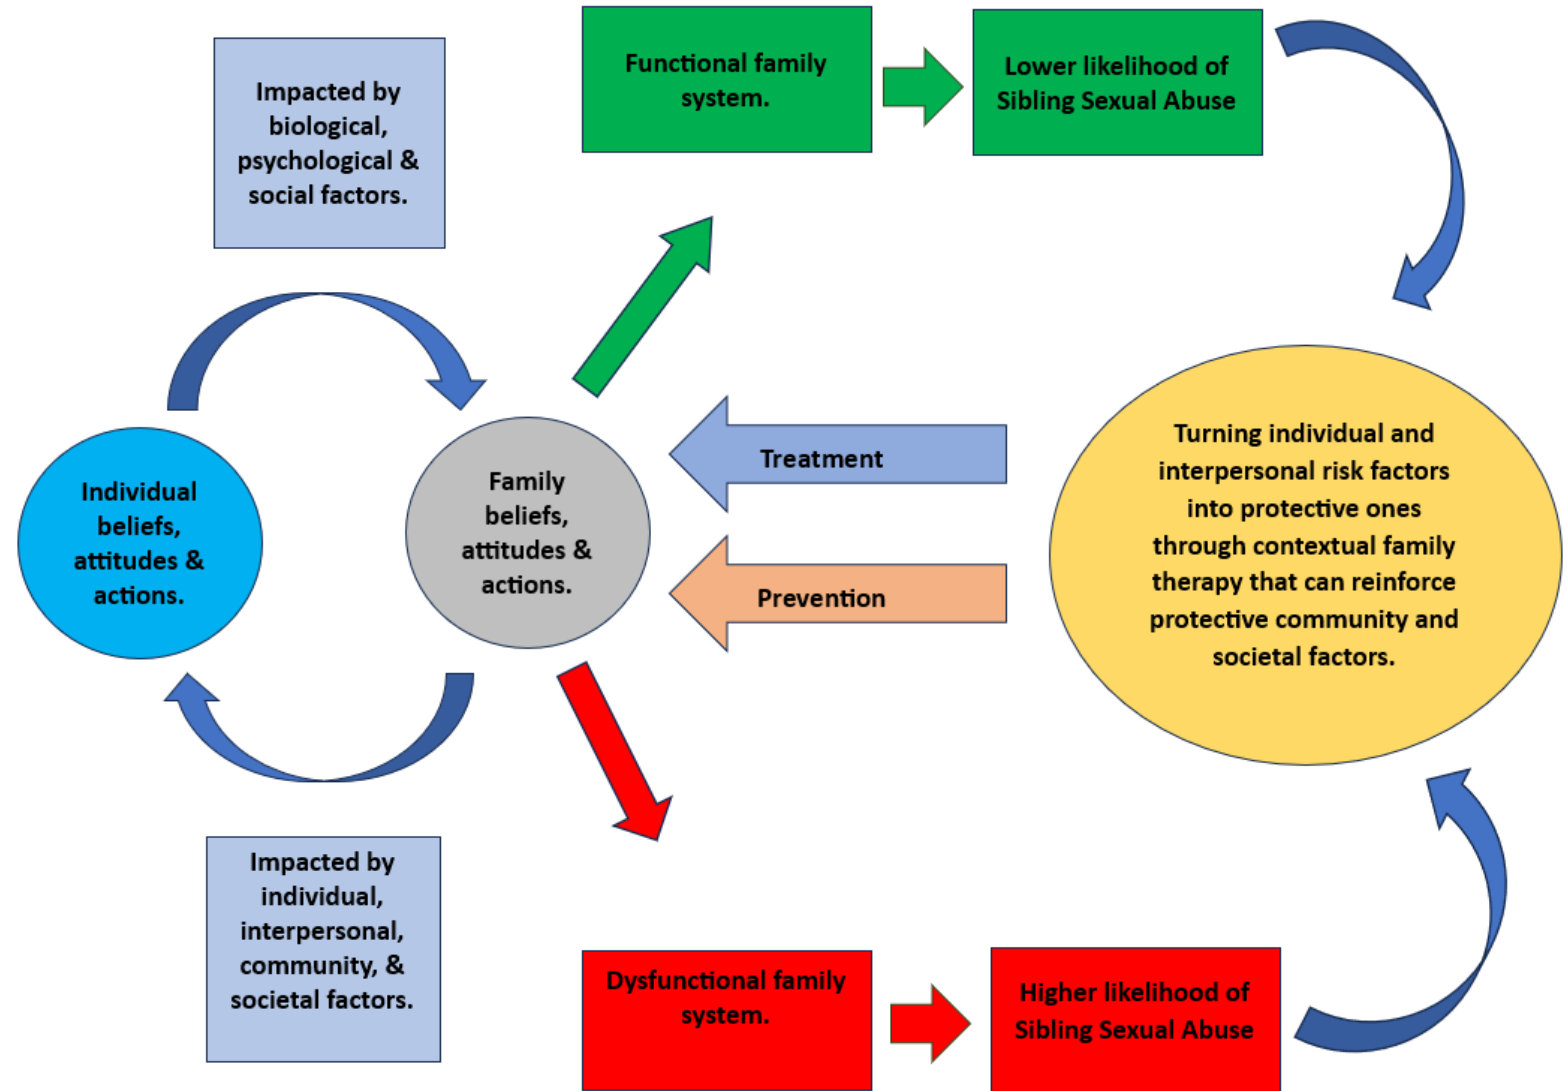 Impacted by
biological,
psychological &
social factors.
Functional family
system.
Lower likelihood of
Sibling Sexual Abuse
Individual
beliefs,
attitudes &
actions.
Family
beliefs,
attitudes &
actions.
Treatment
Prevention
Turning individual and
interpersonal risk factors
into protective ones
through contextual family
therapy that can reinforce
protective community and
societal factors.
Impacted by
individual,
interpersonal,
community, &
societal factors.
Dysfunctional family
system.
Higher likelihood of
Sibling Sexual Abuse